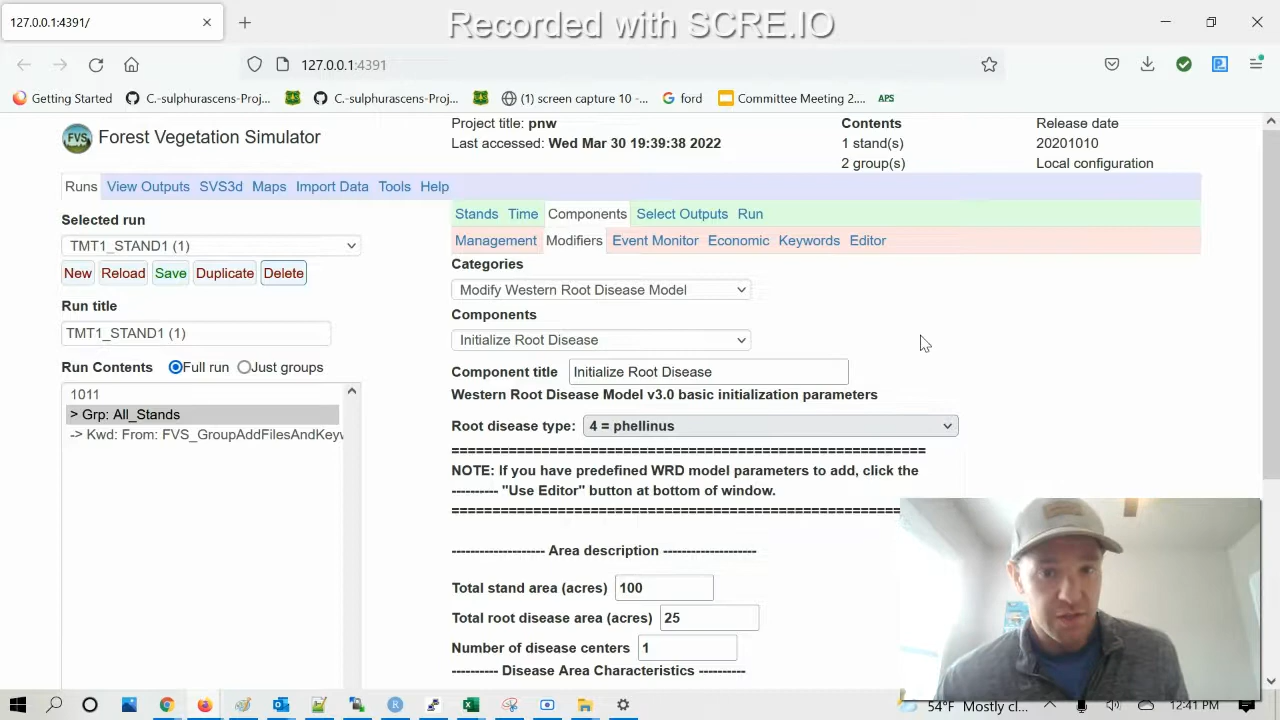 127.0.0.1:4391/
Recorded with SCRE.IO
127.0.0.1:4391
Getting Started
C.-sulphurascens-Proj...
C.-sulphurascens-Proj...
(1) screen capture 10 -...
ford
Committee Meeting 2....
APS
FVS
Forest Vegetation Simulator
Project title: pnw
Last accessed: Wed Mar 30 19:39:38 2022
Contents
1 stand(s)
2 group(s)
Release date
20201010
Local configuration
Runs View Outputs SVS3d Maps Import Data Tools Help
Selected run
TMT1_STAND1 (1)
New Reload Save Duplicate Delete
Run title
TMT1_STAND1 (1)
Run Contents Full run Just groups
1011
> Grp: All_Stands
-> Kwd: From: FVS_GroupAddFilesAndKeyw
Stands Time Components Select Outputs Run
Management Modifiers Event Monitor Economic Keywords Editor
Categories
Modify Western Root Disease Model
Components
Initialize Root Disease
Component title Initialize Root Disease
Western Root Disease Model v3.0 basic initialization parameters
Root disease type: 4 = phellinus
=======================================================
NOTE: If you have predefined WRD model parameters to add, click the
---------- "Use Editor" button at bottom of window.
=======================================================
-------------------- Area description --------------------
Total stand area (acres) 100
Total root disease area (acres) 25
Number of disease centers 1
---------- Disease Area Characteristics ----------
54°F Mostly cl...
12:41 PM